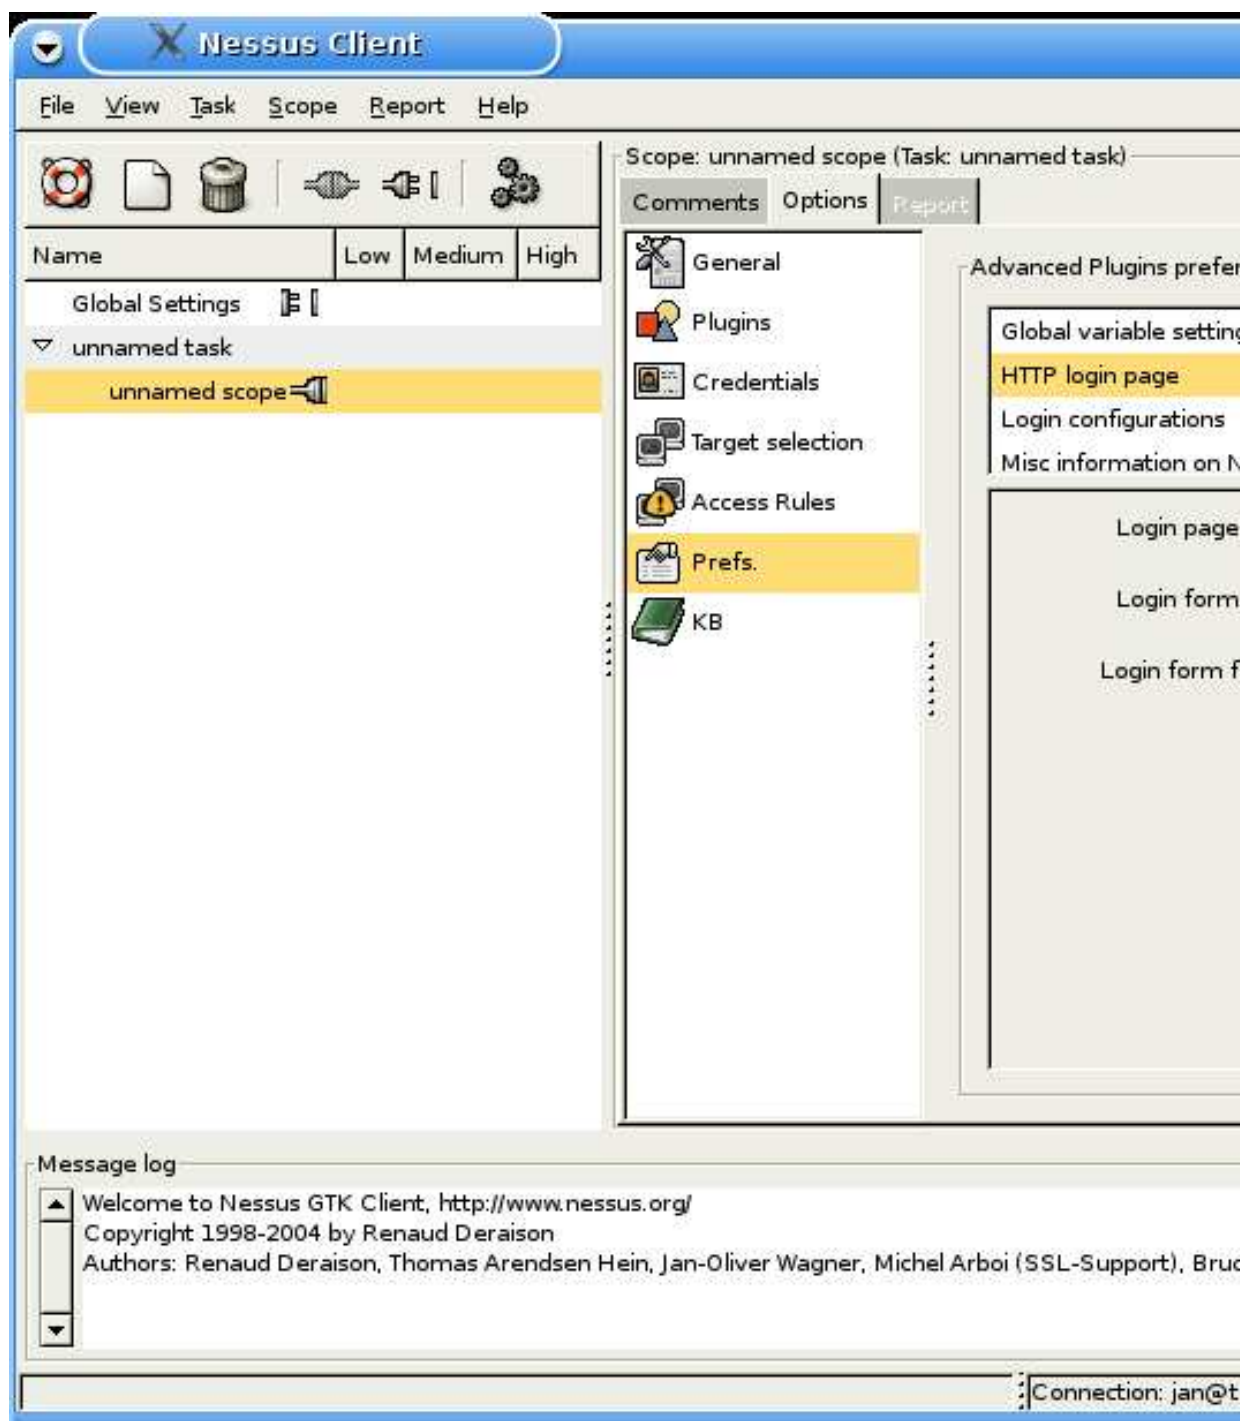 Nessus Client
File View Task Scope Report Help
Scope: unnamed scope (Task: unnamed task)
Comments Options Report
Name Low Medium High
Global Settings
unnamed task
unnamed scope
General
Plugins
Credentials
Target selection
Access Rules
Prefs.
KB
Advanced Plugins prefer
Global variable setting
HTTP login page
Login configurations
Misc information on N
Login page
Login form
Login form f
Message log
Welcome to Nessus GTK Client, http://www.nessus.org/
Copyright 1998-2004 by Renaud Deraison
Authors: Renaud Deraison, Thomas Arendsen Hein, Jan-Oliver Wagner, Michel Arboi (SSL-Support), Bruc
Connection: jan@t